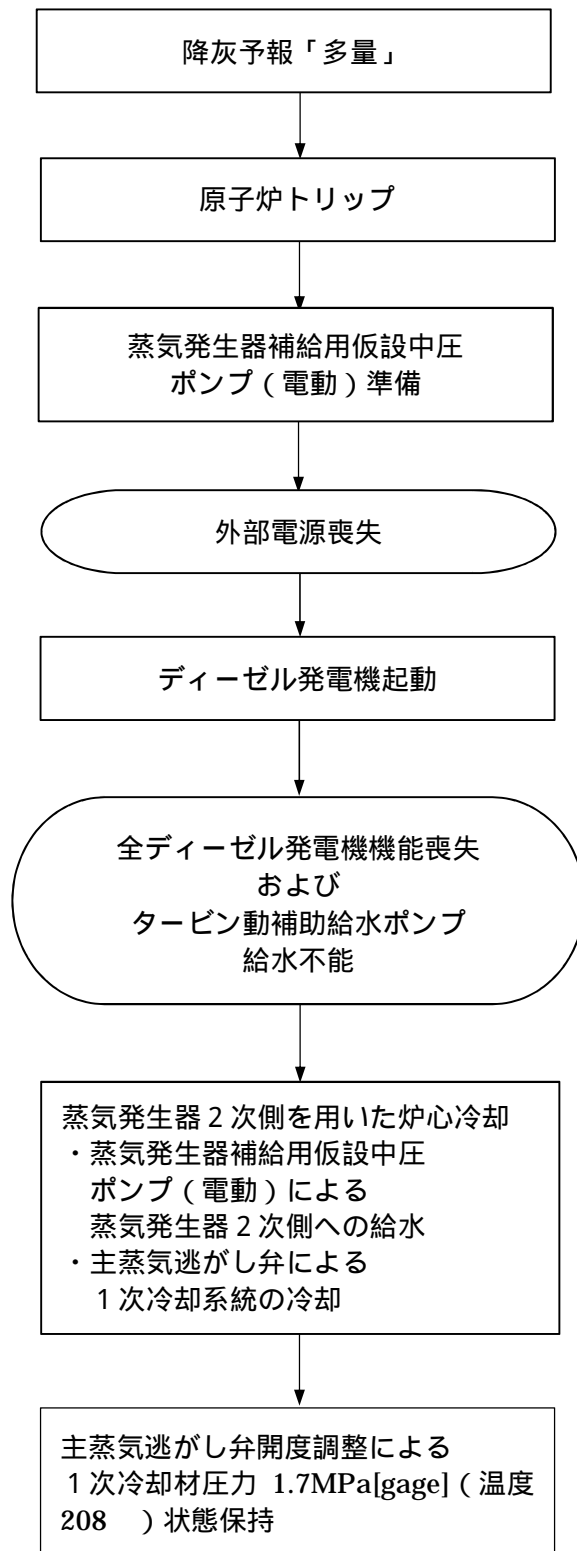 降灰予報「多量」
原子炉トリップ
蒸気発生器補給用仮設中圧
ポンプ（電動）準備
外部電源喪失
ディーゼル発電機起動
全ディーゼル発電機機能喪失
および
タービン動補助給水ポンプ
給水不能
蒸気発生器２次側を用いた炉心冷却
・蒸気発生器補給用仮設中圧
ポンプ（電動）による
蒸気発生器２次側への給水
・主蒸気逃がし弁による
１次冷却系統の冷却
主蒸気逃がし弁開度調整による
１次冷却材圧力 1.7MPa[gage]（温度
208　）状態保持